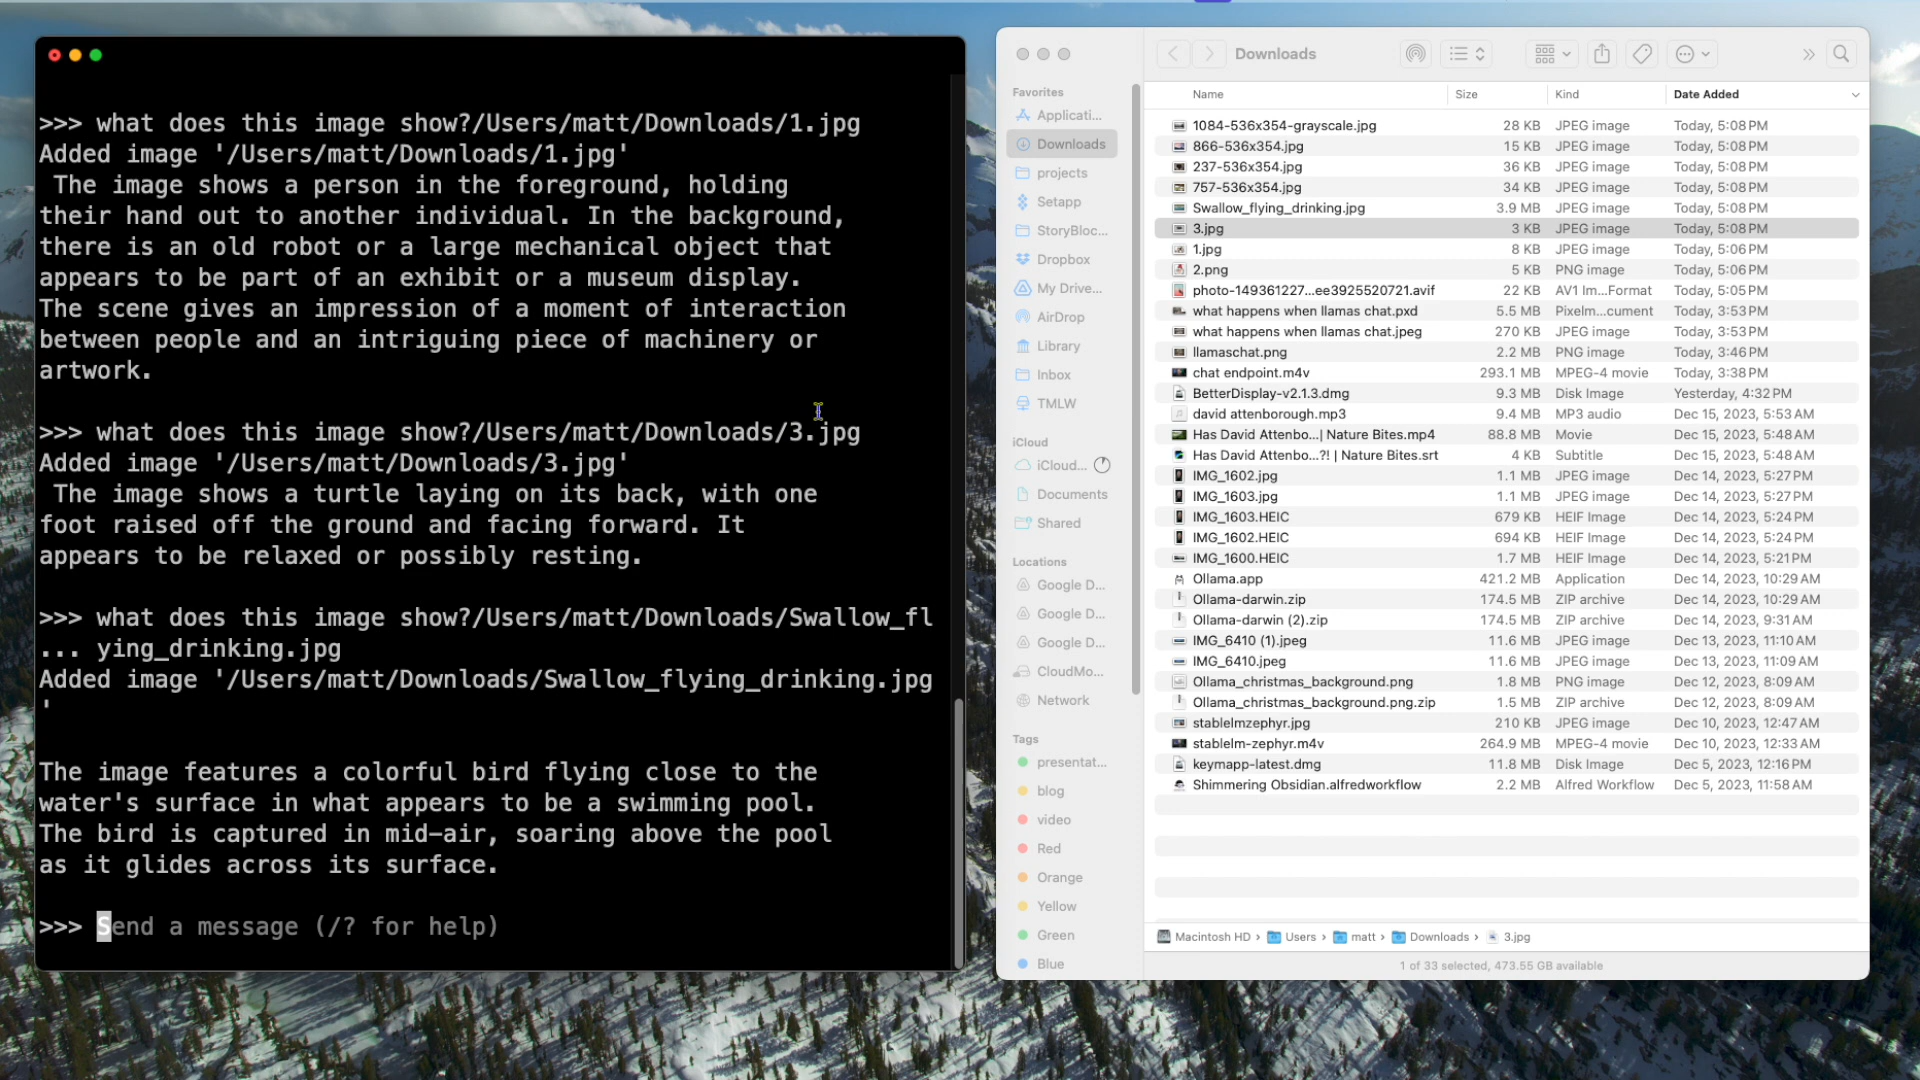 >>> what does this image show?/Users/matt/Downloads/1.jpg
Added image '/Users/matt/Downloads/1.jpg'
The image shows a person in the foreground, holding
their hand out to another individual. In the background,
there is an old robot or a large mechanical object that
appears to be part of an exhibit or a museum display.
The scene gives an impression of a moment of interaction
between people and an intriguing piece of machinery or
artwork.
>>> what does this image show?/Users/matt/Downloads/3.jpg
Added image '/Users/matt/Downloads/3.jpg'
The image shows a turtle laying on its back, with one
foot raised off the ground and facing forward. It
appears to be relaxed or possibly resting.
>>> what does this image show?/Users/matt/Downloads/Swallow_fl
... ying_drinking.jpg
Added image '/Users/matt/Downloads/Swallow_flying_drinking.jpg
'
The image features a colorful bird flying close to the
water's surface in what appears to be a swimming pool.
The bird is captured in mid-air, soaring above the pool
as it glides across its surface.
>>> Send a message (/? for help)
Favorites
Applicati...
Downloads
projects
Setapp
StoryBloc...
Dropbox
My Drive...
AirDrop
Library
Inbox
TMLW
iCloud
iCloud...
Documents
Shared
Locations
Google D...
Google D...
Google D...
CloudMo...
Network
Tags
presentat...
blog
video
Red
Orange
Yellow
Green
Blue
Downloads
Name Size Kind Date Added
1084-536x354-grayscale.jpg 28 KB JPEG image Today, 5:08 PM
866-536x354.jpg 15 KB JPEG image Today, 5:08 PM
237-536x354.jpg 36 KB JPEG image Today, 5:08 PM
757-536x354.jpg 34 KB JPEG image Today, 5:08 PM
Swallow_flying_drinking.jpg 3.9 MB JPEG image Today, 5:08 PM
3.jpg 3 KB JPEG image Today, 5:08 PM
1.jpg 8 KB JPEG image Today, 5:06 PM
2.png 5 KB PNG image Today, 5:06 PM
photo-149361227...ee3925520721.avif 22 KB AV1 Im...Format Today, 5:05 PM
what happens when llamas chat.pxd 5.5 MB Pixelm...cument Today, 3:53 PM
what happens when llamas chat.jpeg 270 KB JPEG image Today, 3:53 PM
llamaschat.png 2.2 MB PNG image Today, 3:46 PM
chat endpoint.m4v 293.1 MB MPEG-4 movie Today, 3:38 PM
BetterDisplay-v2.1.3.dmg 9.3 MB Disk Image Yesterday, 4:32 PM
david attenborough.mp3 9.4 MB MP3 audio Dec 15, 2023, 5:53 AM
Has David Attenbo...| Nature Bites.mp4 88.8 MB Movie Dec 15, 2023, 5:48 AM
Has David Attenbo...?! | Nature Bites.srt 4 KB Subtitle Dec 15, 2023, 5:48 AM
IMG_1602.jpg 1.1 MB JPEG image Dec 14, 2023, 5:27 PM
IMG_1603.jpg 1.1 MB JPEG image Dec 14, 2023, 5:27 PM
IMG_1603.HEIC 679 KB HEIF Image Dec 14, 2023, 5:24 PM
IMG_1602.HEIC 694 KB HEIF Image Dec 14, 2023, 5:24 PM
IMG_1600.HEIC 1.7 MB HEIF Image Dec 14, 2023, 5:21 PM
Ollama.app 421.2 MB Application Dec 14, 2023, 10:29 AM
Ollama-darwin.zip 174.5 MB ZIP archive Dec 14, 2023, 10:29 AM
Ollama-darwin (2).zip 174.5 MB ZIP archive Dec 14, 2023, 9:31 AM
IMG_6410 (1).jpeg 11.6 MB JPEG image Dec 13, 2023, 11:10 AM
IMG_6410.jpeg 11.6 MB JPEG image Dec 13, 2023, 11:09 AM
Ollama_christmas_background.png 1.8 MB PNG image Dec 12, 2023, 8:09 AM
Ollama_christmas_background.png.zip 1.5 MB ZIP archive Dec 12, 2023, 8:09 AM
stablelmzephyr.jpg 210 KB JPEG image Dec 10, 2023, 12:47 AM
stablelm-zephyr.m4v 264.9 MB MPEG-4 movie Dec 10, 2023, 12:33 AM
keymapp-latest.dmg 11.8 MB Disk Image Dec 5, 2023, 12:16 PM
Shimmering Obsidian.alfredworkflow 2.2 MB Alfred Workflow Dec 5, 2023, 11:58 AM
Macintosh HD › Users › matt › Downloads › 3.jpg
1 of 33 selected, 473.55 GB available